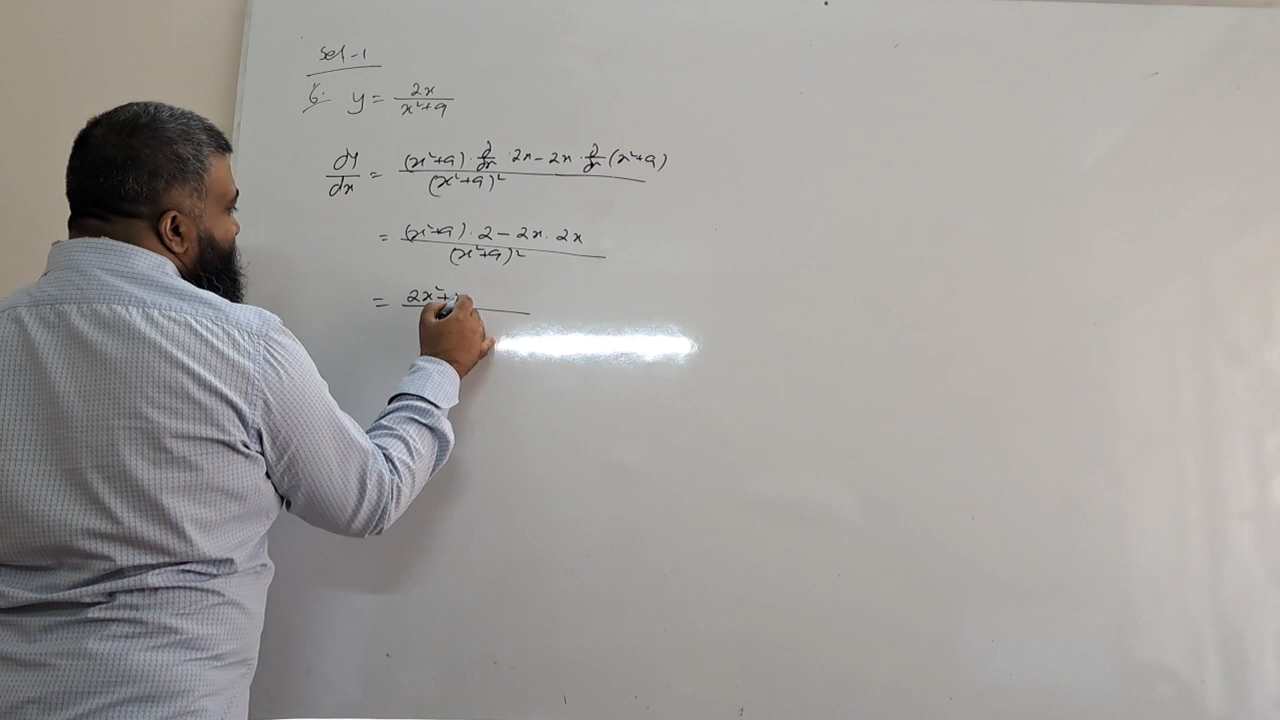 Set-1
6. y = 2x/(x²+9)
dy/dx = ((x²+9) · d/dx · 2x − 2x · d/dx (x²+9))/(x²+9)²
= ((x²+9) · 2 − 2x · 2x)/(x²+9)²
= 2x²+